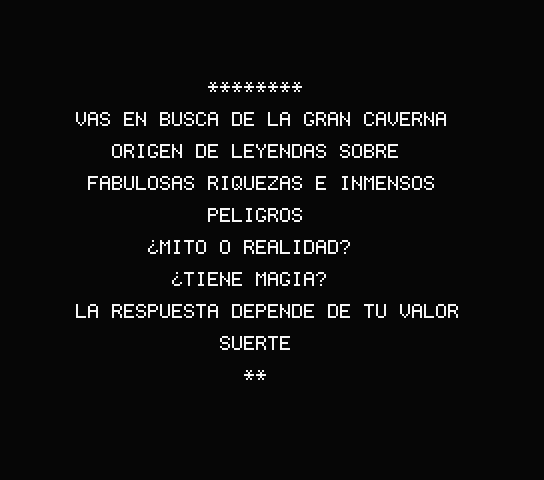 ********
VAS EN BUSCA DE LA GRAN CAVERNA
ORIGEN DE LEYENDAS SOBRE
FABULOSAS RIQUEZAS E INMENSOS
PELIGROS
¿MITO O REALIDAD?
¿TIENE MAGIA?
LA RESPUESTA DEPENDE DE TU VALOR
SUERTE
**